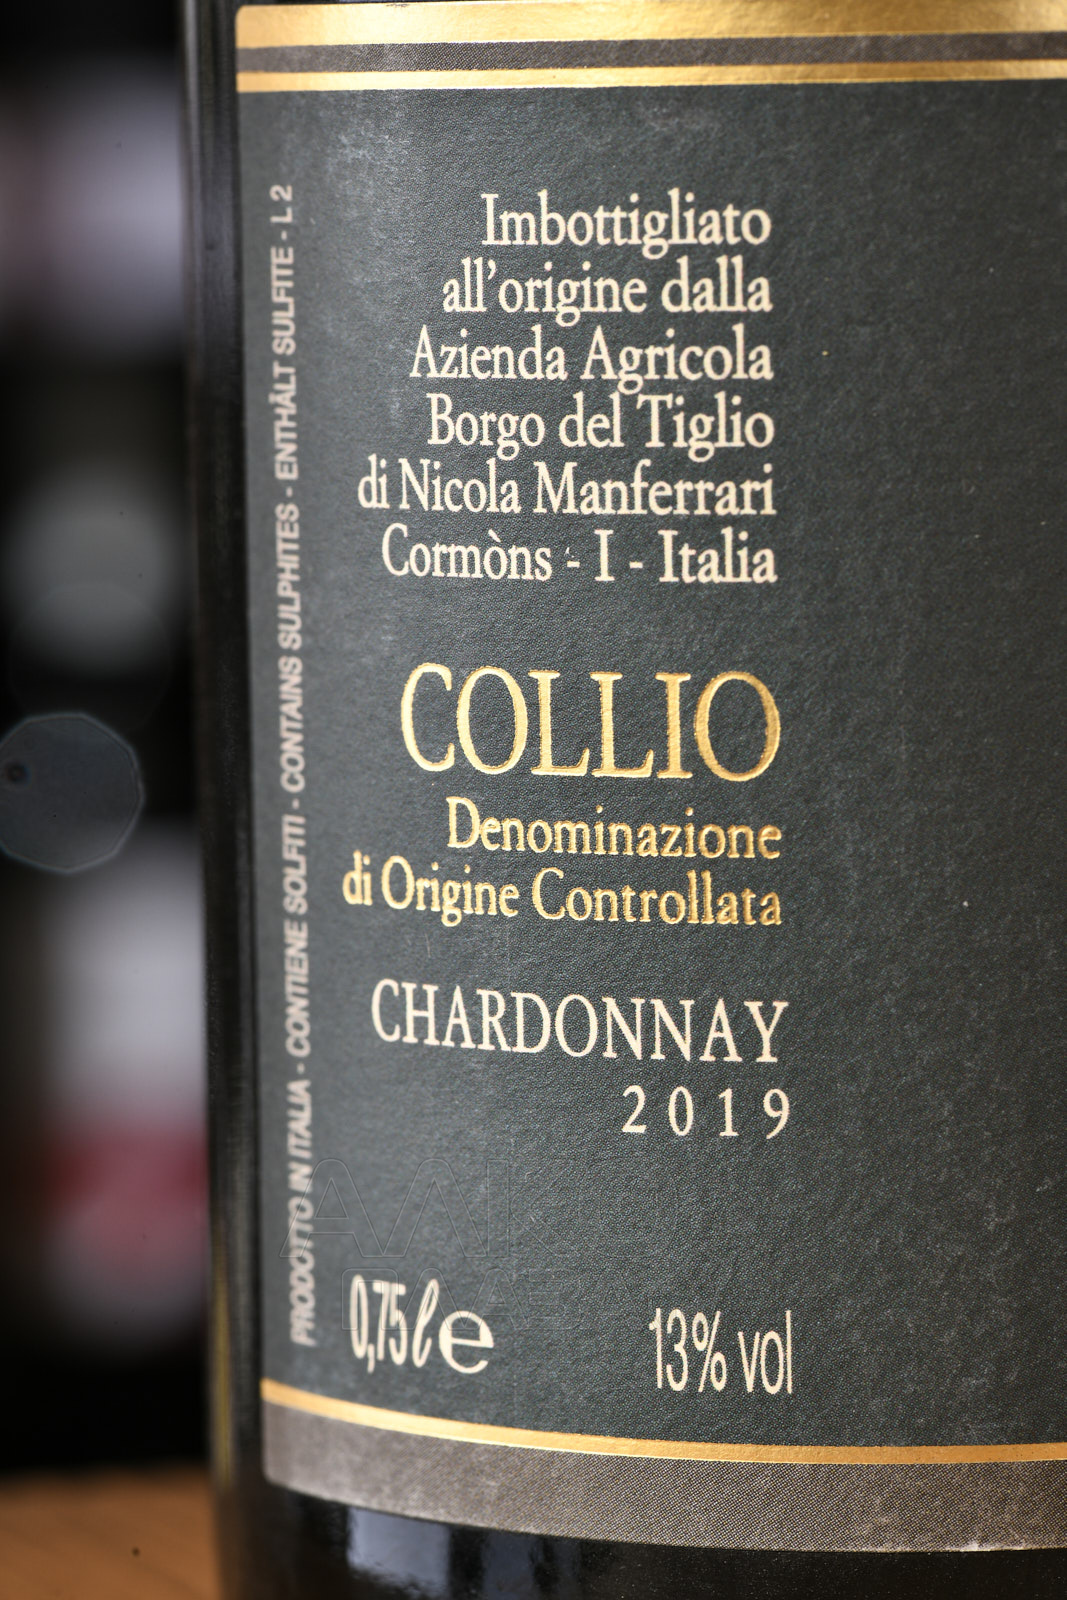 Imbottigliato
all'origine dalla
Azienda Agricola
Borgo del Tiglio
di Nicola Manferrari
Cormòns - I - Italia
COLLIO
Denominazione
di Origine Controllata
CHARDONNAY
2019
0,75 ℓ e
13% vol
PRODOTTO IN ITALIA - CONTIENE SOLFITI - CONTAINS SULPHITES - ENTHÄLT SULFITE - L 2